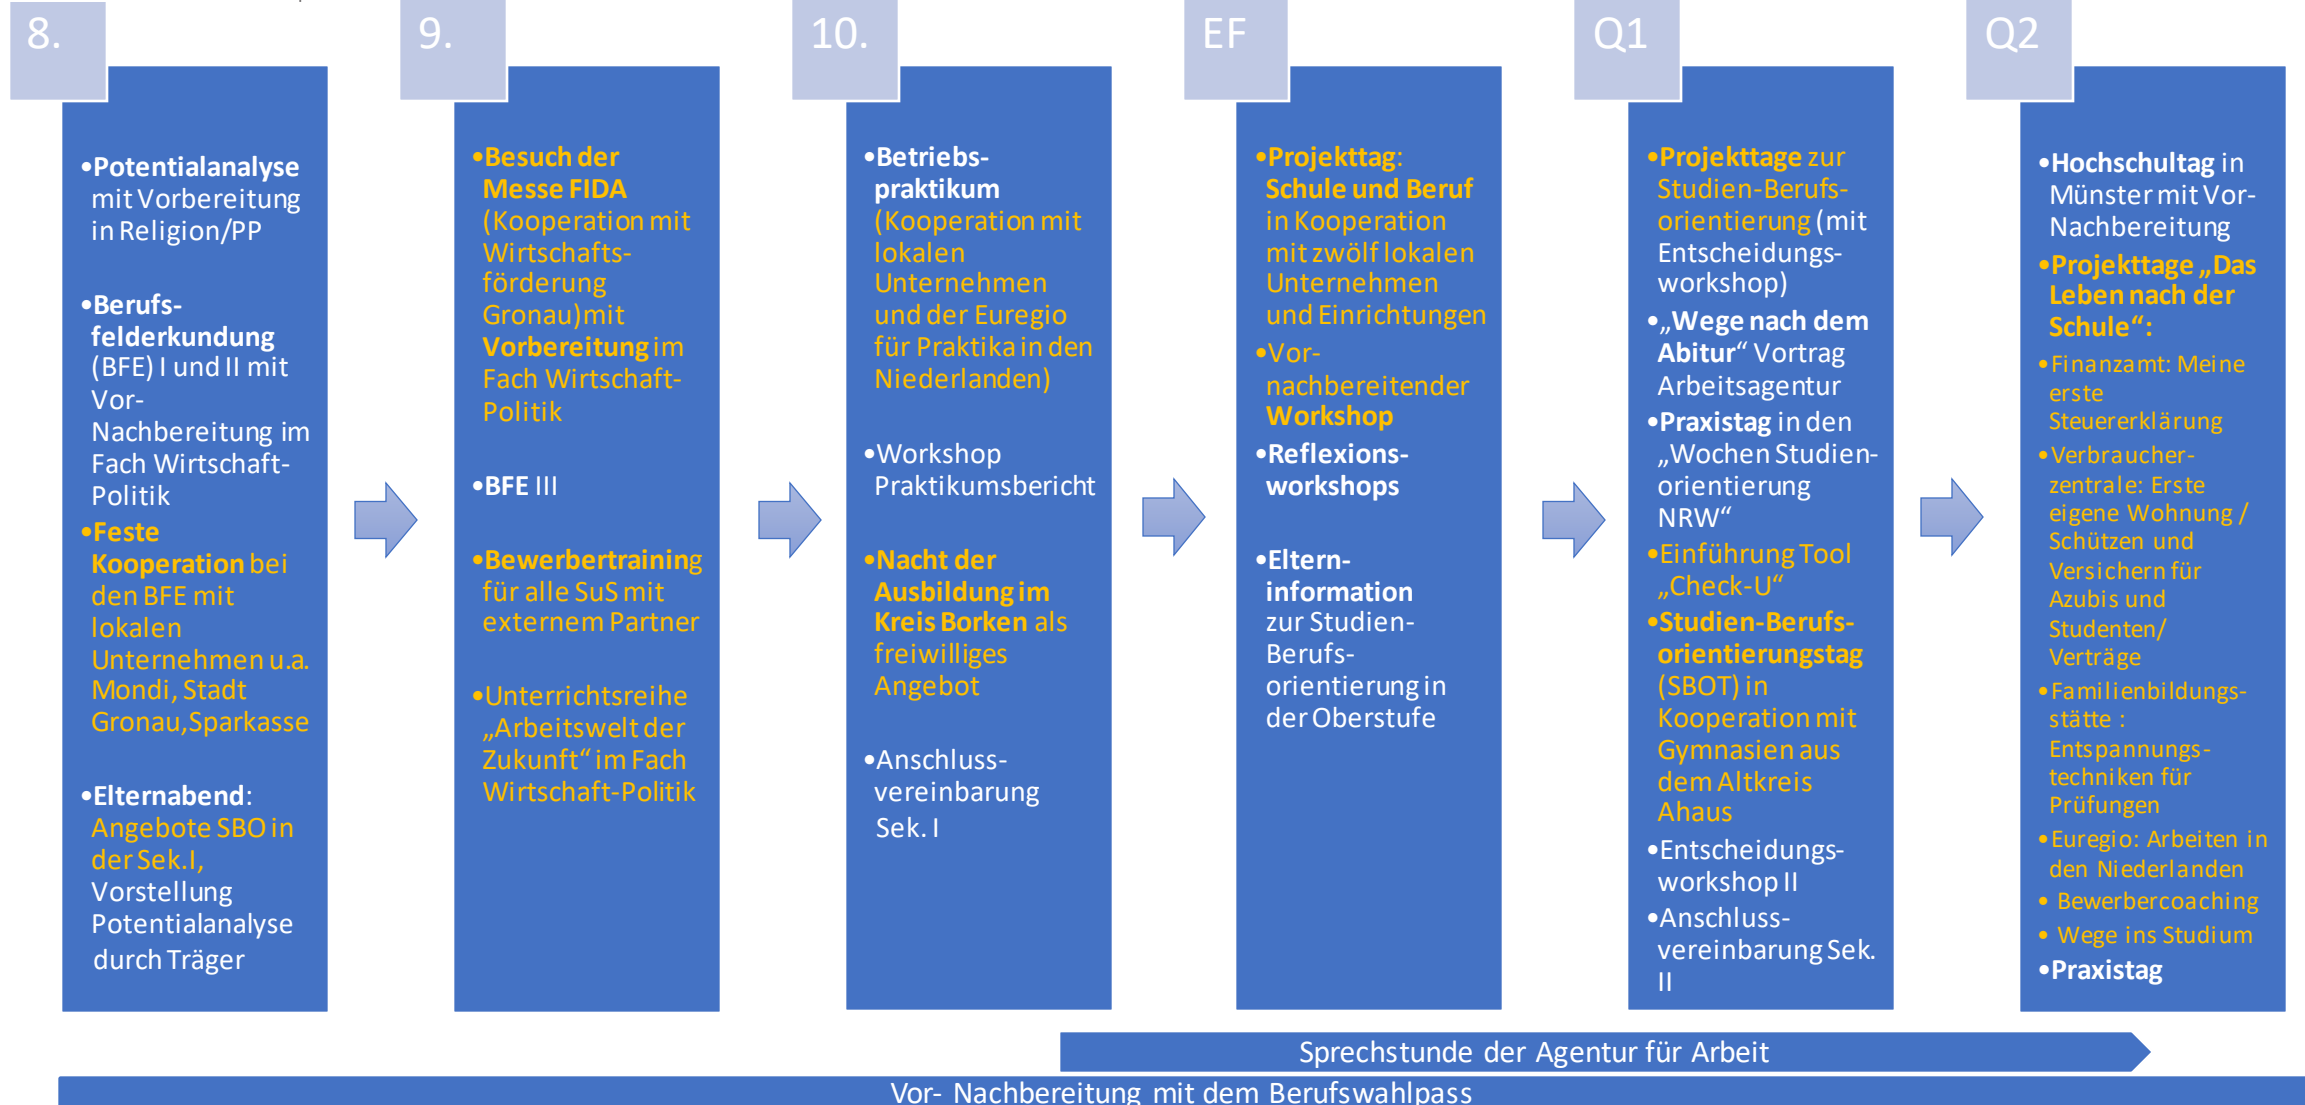 8.
•Potentialanalyse
mit Vorbereitung
in Religion/PP
•Berufs-
felderkundung
(BFE) I und II mit
Vor-
Nachbereitung im
Fach Wirtschaft-
Politik
•Feste
Kooperation bei
den BFE mit
lokalen
Unternehmen u.a.
Mondi, Stadt
Gronau,Sparkasse
•Elternabend:
Angebote SBO in
der Sek.I,
Vorstellung
Potentialanalyse
durch Träger
9.
•Besuch der
Messe FIDA
(Kooperation mit
Wirtschafts-
förderung
Gronau)mit
Vorbereitung im
Fach Wirtschaft-
Politik
•BFE III
•Bewerbertraining
für alle SuS mit
externem Partner
•Unterrichtsreihe
„Arbeitswelt der
Zukunft“ im Fach
Wirtschaft-Politik
10.
•Betriebs-
praktikum
(Kooperation mit
lokalen
Unternehmen
und der Euregio
für Praktika in den
Niederlanden)
•Workshop
Praktikumsbericht
•Nacht der
Ausbildung im
Kreis Borken als
freiwilliges
Angebot
•Anschluss-
vereinbarung
Sek. I
EF
•Projekttag:
Schule und Beruf
in Kooperation
mit zwölf lokalen
Unternehmen
und Einrichtungen
•Vor-
nachbereitender
Workshop
•Reflexions-
workshops
•Eltern-
information
zur Studien-
Berufs-
orientierung in
der Oberstufe
Q1
•Projekttage zur
Studien-Berufs-
orientierung (mit
Entscheidungs-
workshop)
•„Wege nach dem
Abitur“ Vortrag
Arbeitsagentur
•Praxistag in den
„Wochen Studien-
orientierung
NRW“
•Einführung Tool
„Check-U“
•Studien-Berufs-
orientierungstag
(SBOT) in
Kooperation mit
Gymnasien aus
dem Altkreis
Ahaus
•Entscheidungs-
workshop II
•Anschluss-
vereinbarung Sek.
II
Q2
•Hochschultag in
Münster mit Vor-
Nachbereitung
•Projekttage „Das
Leben nach der
Schule“:
•Finanzamt: Meine
erste
Steuererklärung
•Verbraucher-
zentrale: Erste
eigene Wohnung /
Schützen und
Versichern für
Azubis und
Studenten/
Verträge
•Familienbildungs-
stätte :
Entspannungs-
techniken für
Prüfungen
•Euregio: Arbeiten in
den Niederlanden
• Bewerbercoaching
• Wege ins Studium
•Praxistag
Sprechstunde der Agentur für Arbeit
Vor- Nachbereitung mit dem Berufswahlpass